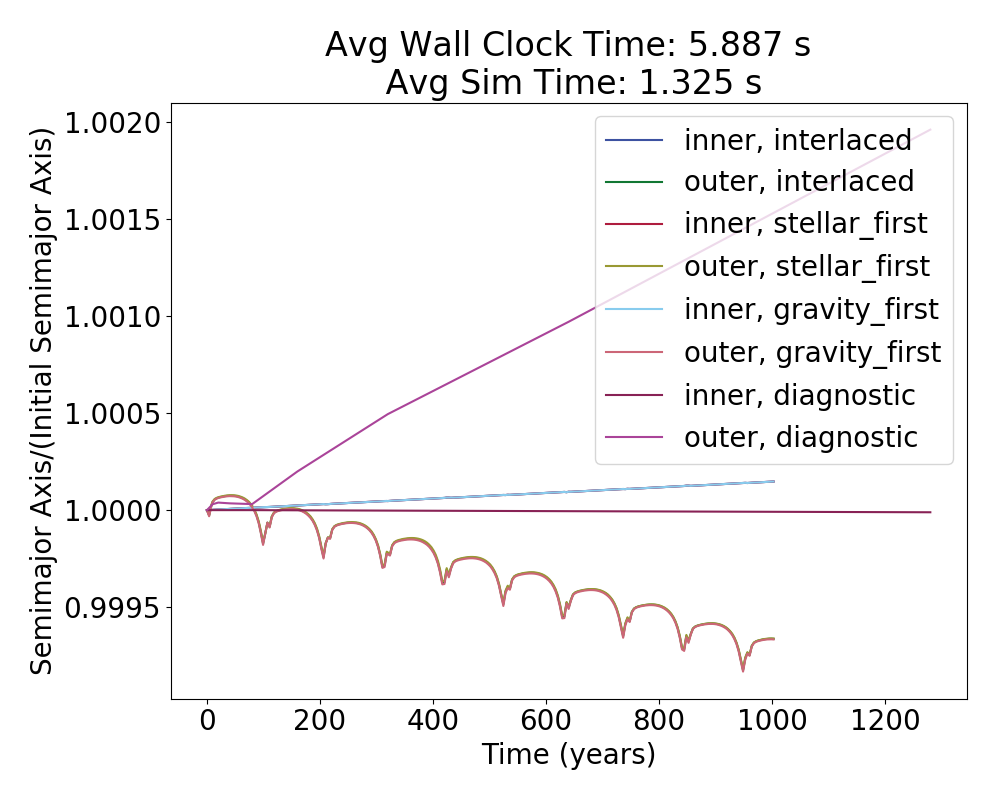 Avg Wall Clock Time: 5.887 s
Avg Sim Time: 1.325 s
Semimajor Axis/(Initial Semimajor Axis)
1.0020
1.0015
1.0010
1.0005
1.0000
0.9995
inner, interlaced
outer, interlaced
inner, stellar_first
outer, stellar_first
inner, gravity_first
outer, gravity_first
inner, diagnostic
outer, diagnostic
0 200 400 600 800 1000 1200
Time (years)